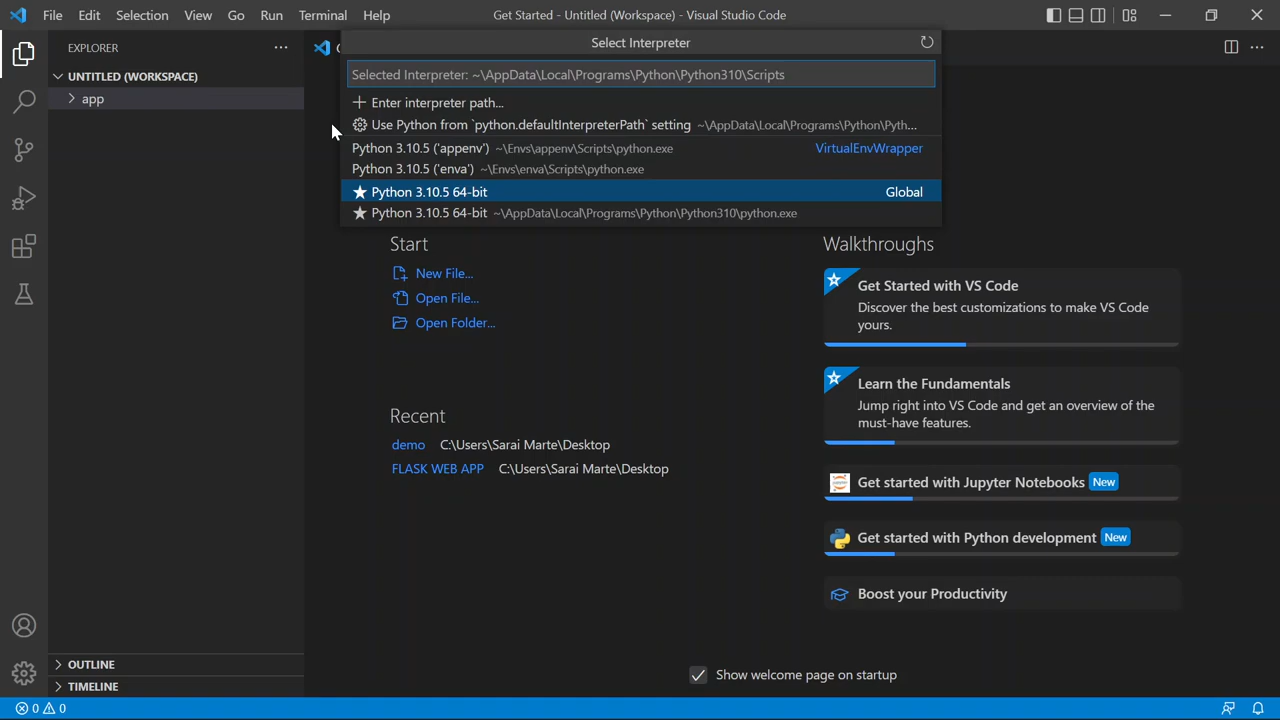 File Edit Selection View Go Run Terminal Help
Get Started - Untitled (Workspace) - Visual Studio Code
EXPLORER
UNTITLED (WORKSPACE)
app
Select Interpreter
Selected Interpreter: ~\AppData\Local\Programs\Python\Python310\Scripts
Enter interpreter path...
Use Python from `python.defaultInterpreterPath` setting ~\AppData\Local\Programs\Python\Pyth...
Python 3.10.5 ('appenv') ~\Envs\appenv\Scripts\python.exe VirtualEnvWrapper
Python 3.10.5 ('enva') ~\Envs\enva\Scripts\python.exe
Python 3.10.5 64-bit Global
Python 3.10.5 64-bit ~\AppData\Local\Programs\Python\Python310\python.exe
Start
New File...
Open File...
Open Folder...
Recent
demo C:\Users\Sarai Marte\Desktop
FLASK WEB APP C:\Users\Sarai Marte\Desktop
Walkthroughs
Get Started with VS Code
Discover the best customizations to make VS Code
yours.
Learn the Fundamentals
Jump right into VS Code and get an overview of the
must-have features.
Get started with Jupyter Notebooks New
Get started with Python development New
Boost your Productivity
Show welcome page on startup
OUTLINE
TIMELINE
0 0